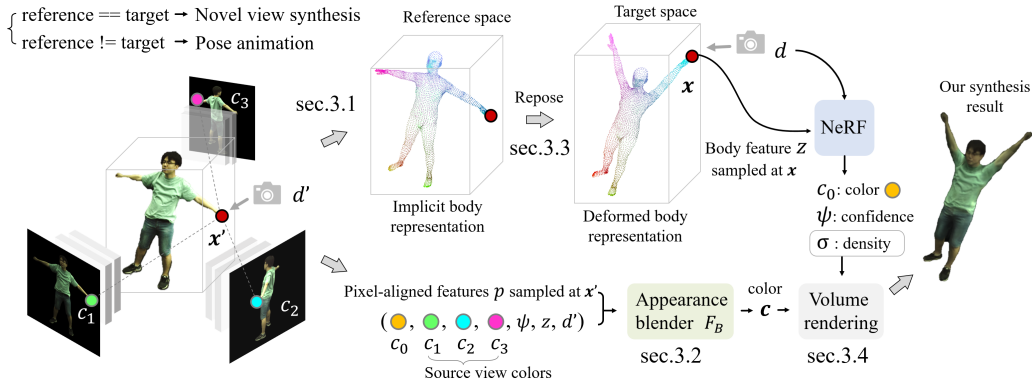 reference == target → Novel view synthesis
reference != target → Pose animation
c₃
x'
d'
c₁
c₂
sec.3.1
Reference space
Implicit body
representation
Repose
sec.3.3
Target space
x
d
Deformed body
representation
Body feature z
sampled at x
NeRF
c₀: color
ψ: confidence
σ : density
Our synthesis
result
Pixel-aligned features p sampled at x'
( , , , , ψ, z, d')
c₀ c₁ c₂ c₃
Source view colors
Appearance
blender F_B
sec.3.2
color
c
Volume
rendering
sec.3.4